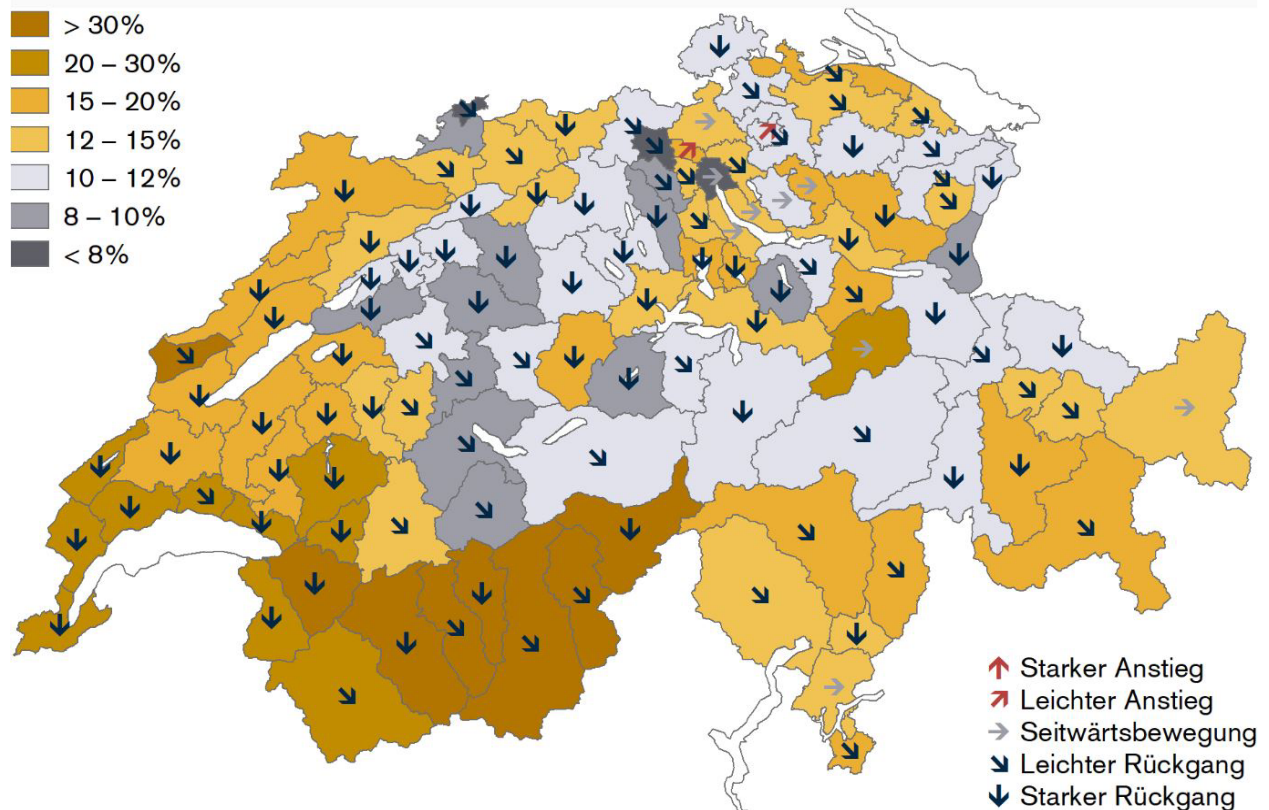 > 30%
20 – 30%
15 – 20%
12 – 15%
10 – 12%
8 – 10%
< 8%
Starker Anstieg
Leichter Anstieg
Seitwärtsbewegung
Leichter Rückgang
Starker Rückgang